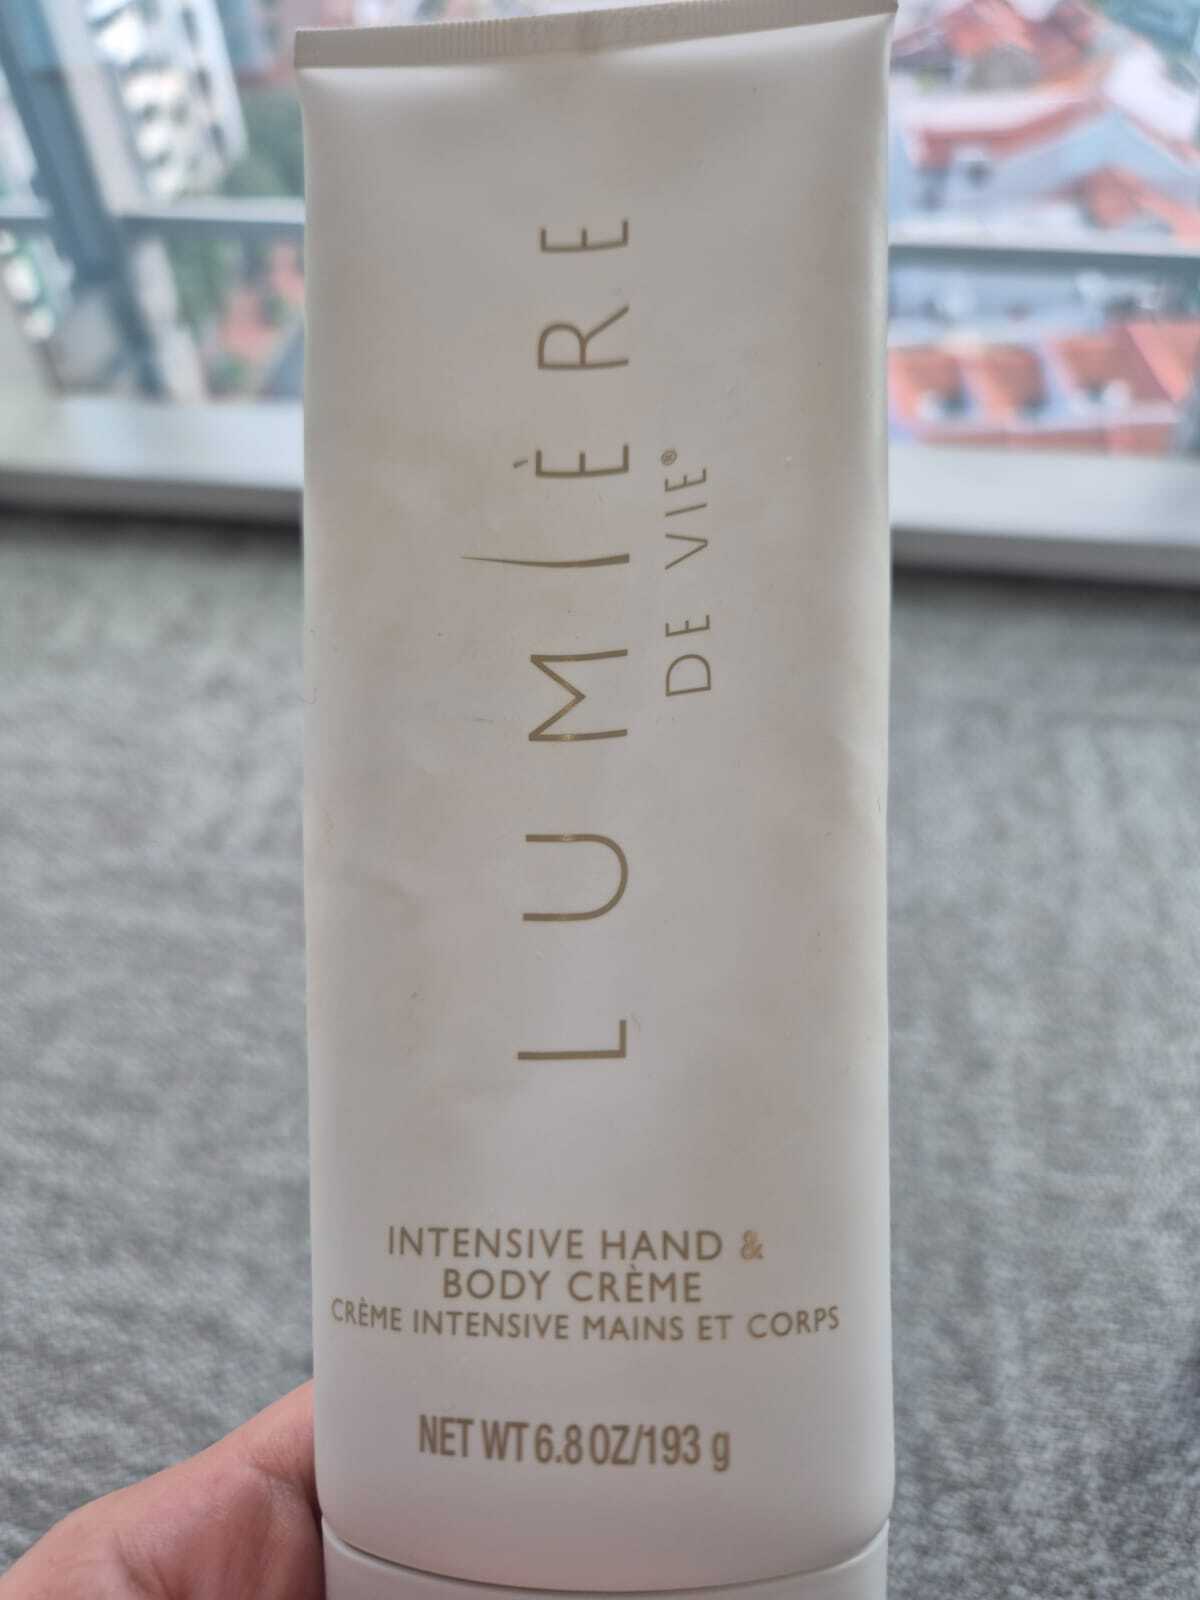 LUMIÈRE
DE VIE®
INTENSIVE HAND &
BODY CRÈME
CRÈME INTENSIVE MAINS ET CORPS
NET WT 6.8 OZ/193 g